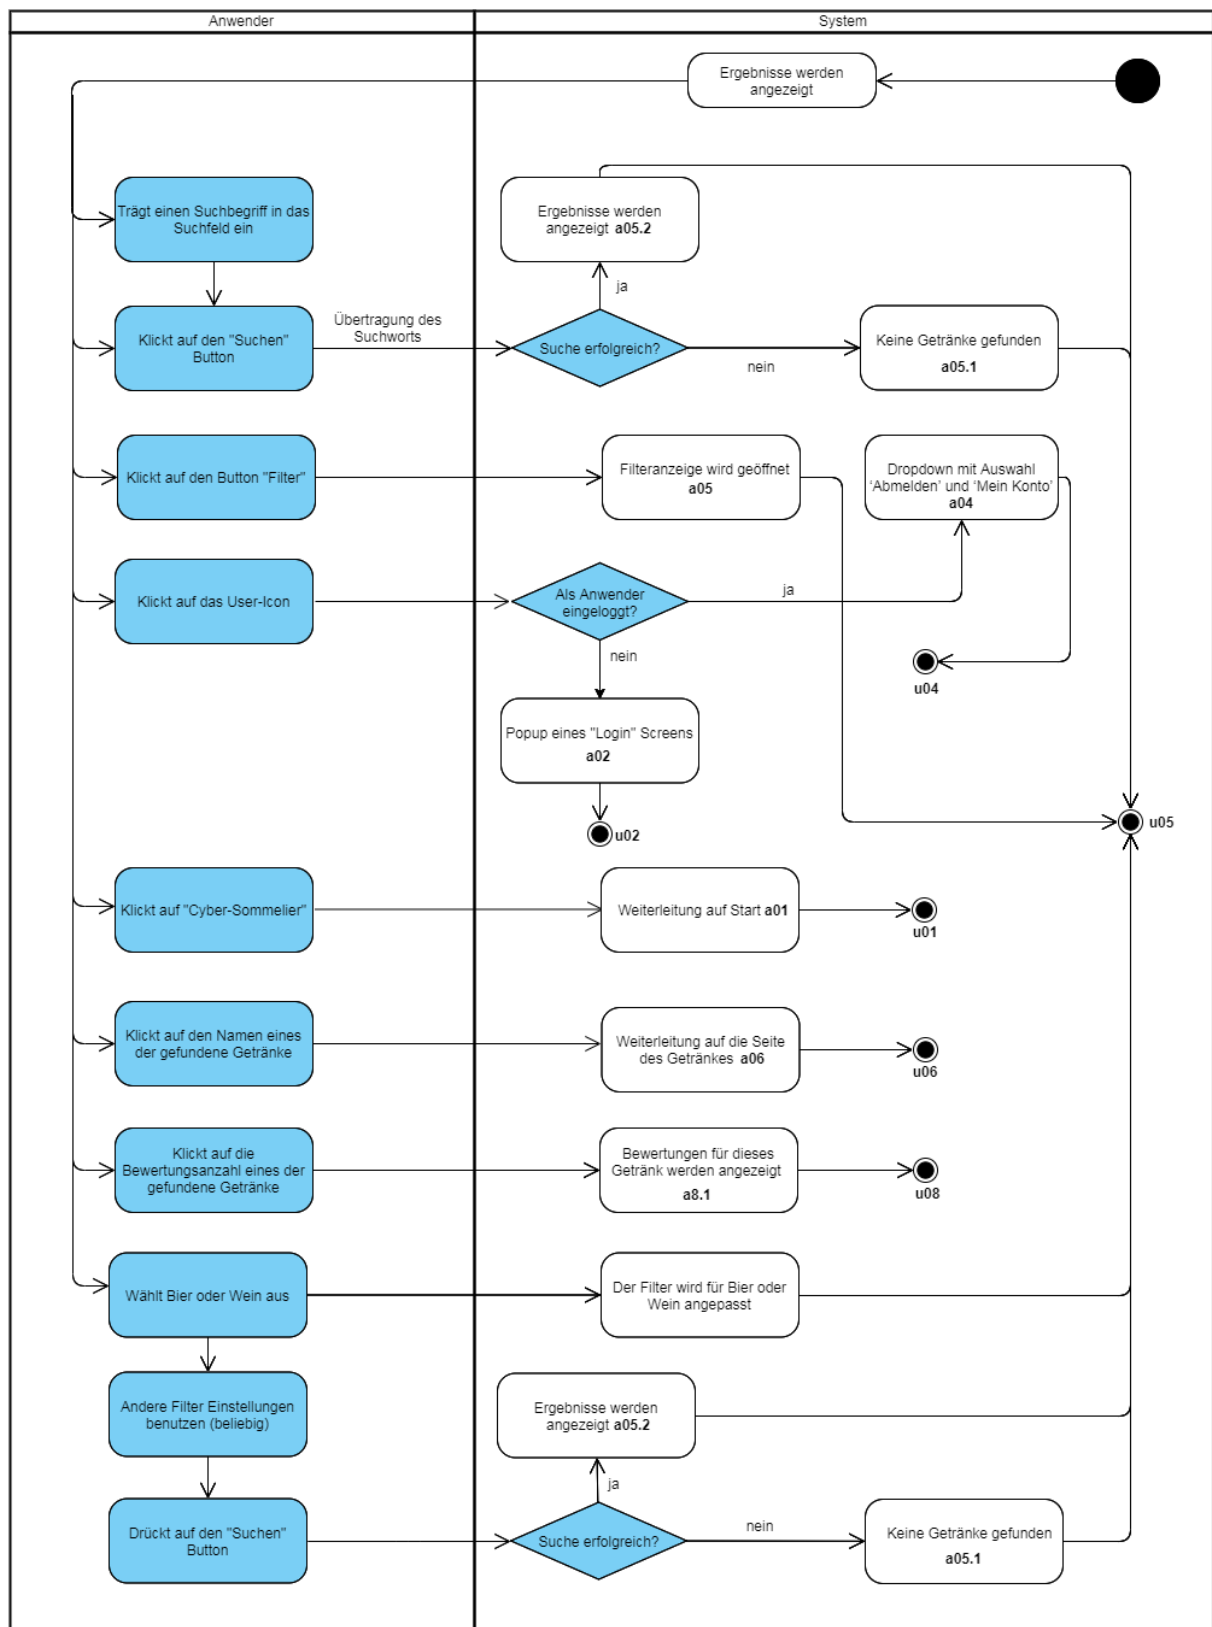 Anwender
System
Ergebnisse werden
angezeigt
Trägt einen Suchbegriff in das
Suchfeld ein
Ergebnisse werden
angezeigt a05.2
ja
Klickt auf den "Suchen"
Button
Übertragung des
Suchworts
Suche erfolgreich?
nein
Keine Getränke gefunden
a05.1
Klickt auf den Button "Filter"
Filteranzeige wird geöffnet
a05
Dropdown mit Auswahl
‘Abmelden’ und ‘Mein Konto’
a04
Klickt auf das User-Icon
Als Anwender
eingeloggt?
ja
nein
u04
Popup eines "Login" Screens
a02
u02
u05
Klickt auf "Cyber-Sommelier"
Weiterleitung auf Start a01
u01
Klickt auf den Namen eines
der gefundene Getränke
Weiterleitung auf die Seite
des Getränkes a06
u06
Klickt auf die
Bewertungsanzahl eines der
gefundene Getränke
Bewertungen für dieses
Getränk werden angezeigt
a8.1
u08
Wählt Bier oder Wein aus
Der Filter wird für Bier oder
Wein angepasst
Andere Filter Einstellungen
benutzen (beliebig)
Ergebnisse werden
angezeigt a05.2
ja
Drückt auf den "Suchen"
Button
Suche erfolgreich?
nein
Keine Getränke gefunden
a05.1